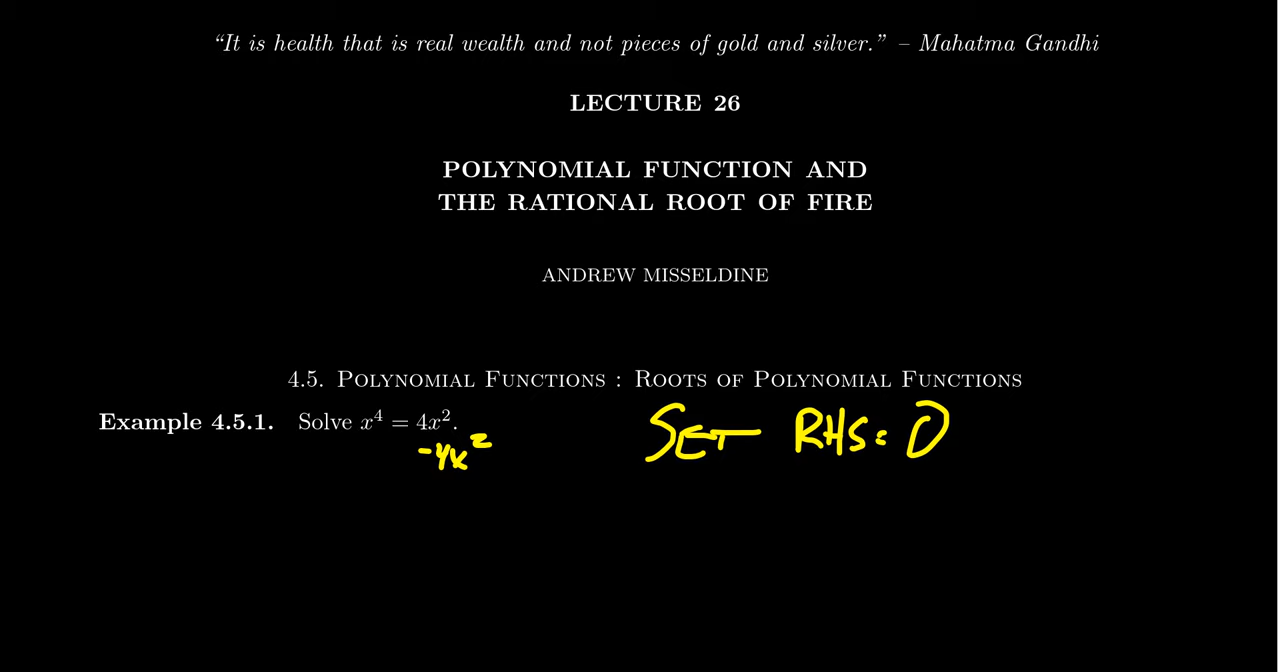 “It is health that is real wealth and not pieces of gold and silver.” – Mahatma Gandhi
LECTURE 26
POLYNOMIAL FUNCTION AND
THE RATIONAL ROOT OF FIRE
ANDREW MISSELDINE
4.5. Polynomial Functions : Roots of Polynomial Functions
Example 4.5.1. Solve x⁴ = 4x². SET RHS = 0
-4x²